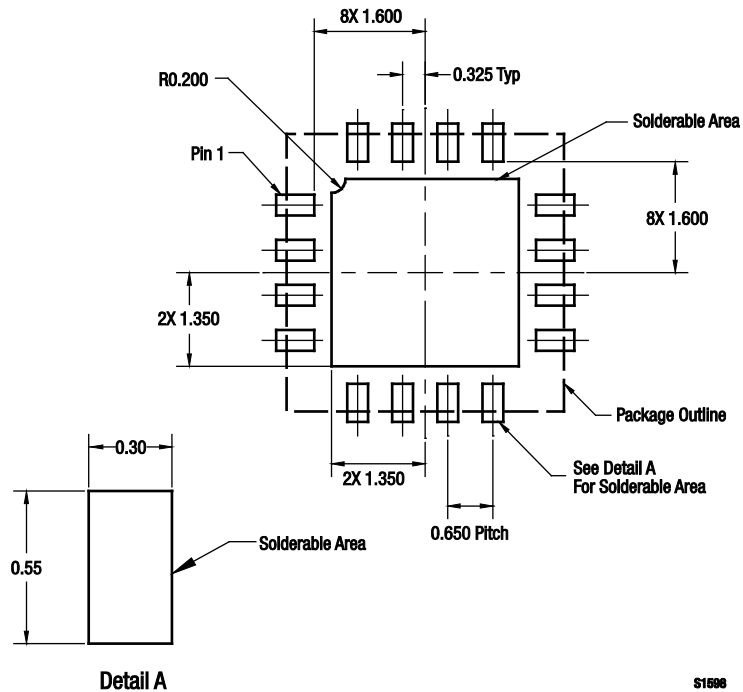 8X 1.600
0.325 Typ
R0.200
Solderable Area
Pin 1
8X 1.600
2X 1.350
Package Outline
2X 1.350
See Detail A
For Solderable Area
0.650 Pitch
0.30
0.55
Solderable Area
Detail A
S1598